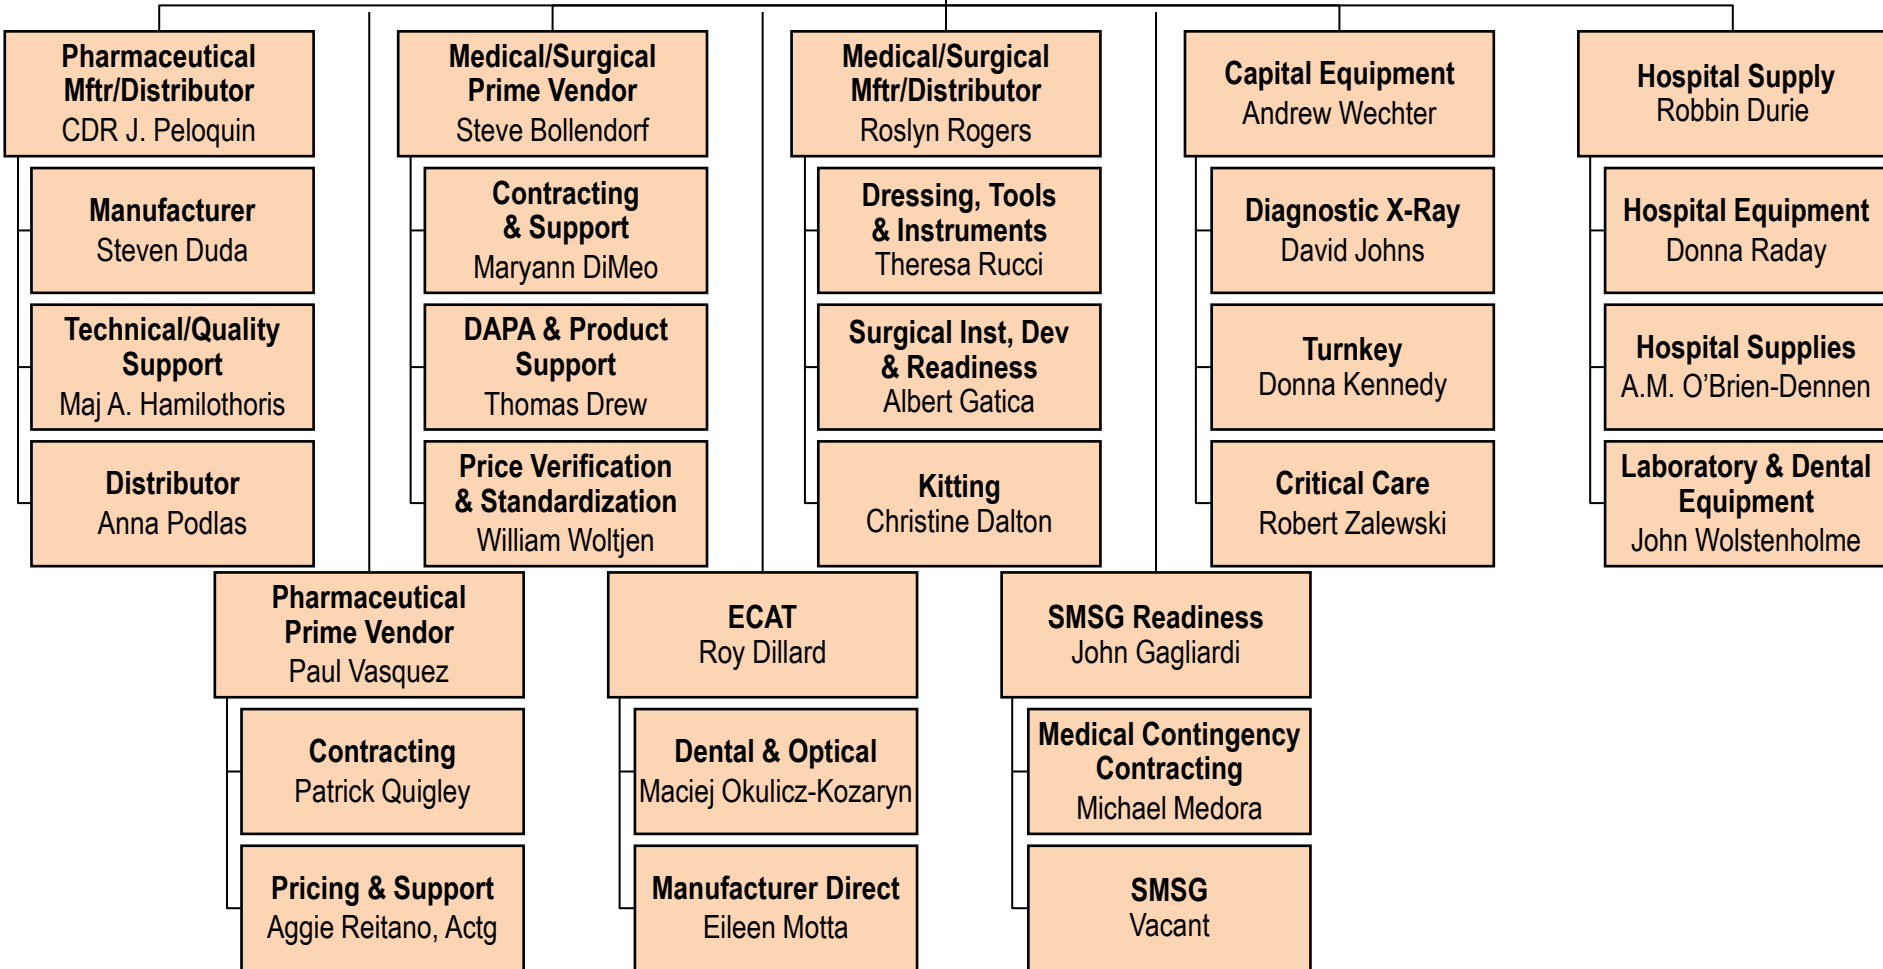 Pharmaceutical
Mftr/Distributor
CDR J. Peloquin
Manufacturer
Steven Duda
Technical/Quality
Support
Maj A. Hamilothoris
Distributor
Anna Podlas
Medical/Surgical
Prime Vendor
Steve Bollendorf
Contracting
& Support
Maryann DiMeo
DAPA & Product
Support
Thomas Drew
Price Verification
& Standardization
William Woltjen
Medical/Surgical
Mftr/Distributor
Roslyn Rogers
Dressing, Tools
& Instruments
Theresa Rucci
Surgical Inst, Dev
& Readiness
Albert Gatica
Kitting
Christine Dalton
Capital Equipment
Andrew Wechter
Diagnostic X-Ray
David Johns
Turnkey
Donna Kennedy
Critical Care
Robert Zalewski
Hospital Supply
Robbin Durie
Hospital Equipment
Donna Raday
Hospital Supplies
A.M. O’Brien-Dennen
Laboratory & Dental
Equipment
John Wolstenholme
Pharmaceutical
Prime Vendor
Paul Vasquez
Contracting
Patrick Quigley
Pricing & Support
Aggie Reitano, Actg
ECAT
Roy Dillard
Dental & Optical
Maciej Okulicz-Kozaryn
Manufacturer Direct
Eileen Motta
SMSG Readiness
John Gagliardi
Medical Contingency
Contracting
Michael Medora
SMSG
Vacant